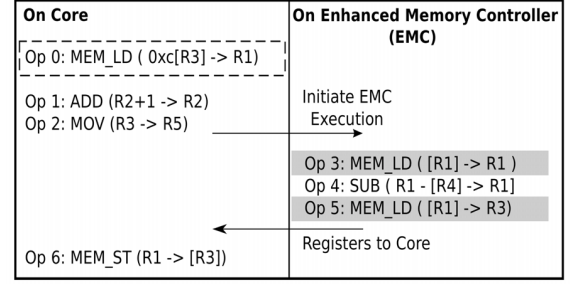 On Core
On Enhanced Memory Controller
(EMC)
Op 0: MEM_LD ( 0xc[R3] -> R1)
Op 1: ADD (R2+1 -> R2)
Op 2: MOV (R3 -> R5)
Initiate EMC
Execution
Op 3: MEM_LD ( [R1] -> R1 )
Op 4: SUB ( R1 - [R4] -> R1]
Op 5: MEM_LD ( [R1] -> R3)
Registers to Core
Op 6: MEM_ST (R1 -> [R3])